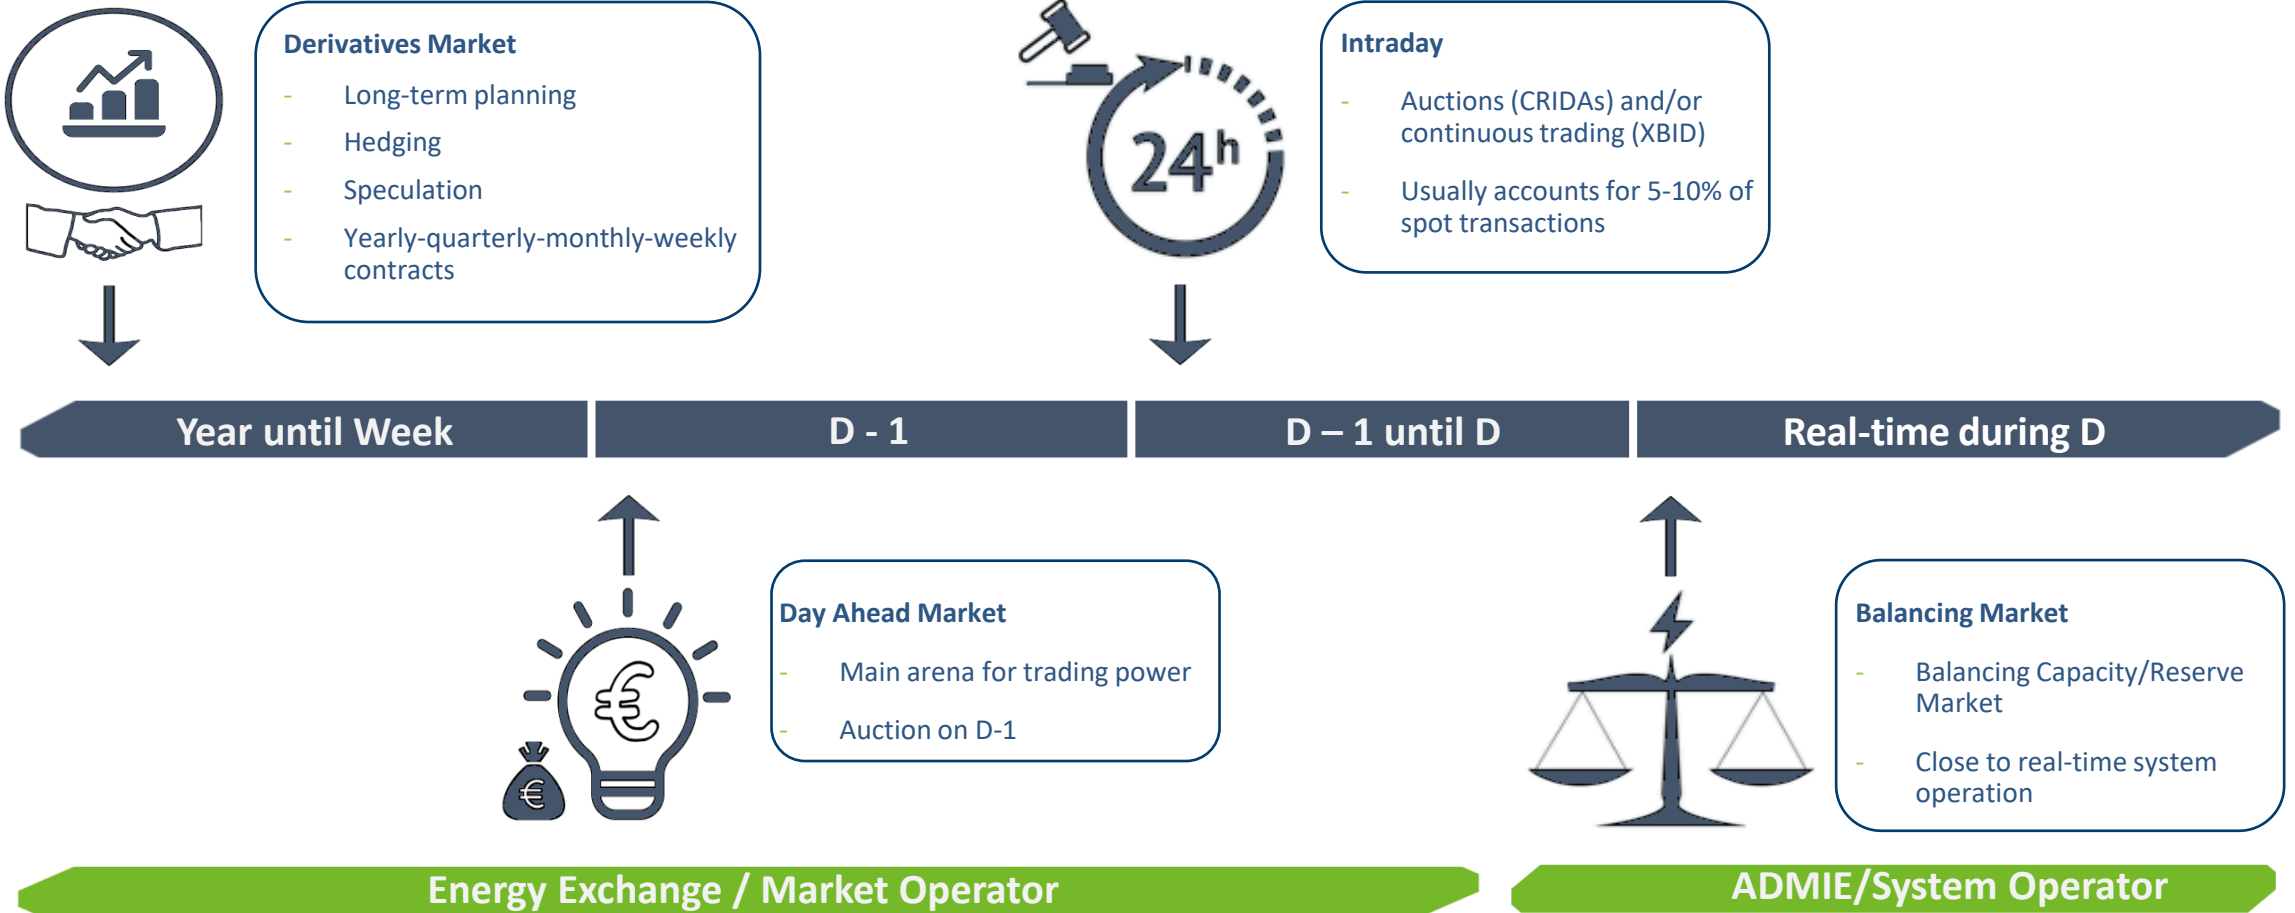 Derivatives Market
- Long-term planning
- Hedging
- Speculation
- Yearly-quarterly-monthly-weekly
contracts
24h
Intraday
- Auctions (CRIDAs) and/or
continuous trading (XBID)
- Usually accounts for 5-10% of
spot transactions
Year until Week
D - 1
D – 1 until D
Real-time during D
€
€
Day Ahead Market
- Main arena for trading power
- Auction on D-1
Balancing Market
- Balancing Capacity/Reserve
Market
- Close to real-time system
operation
Energy Exchange / Market Operator
ADMIE/System Operator